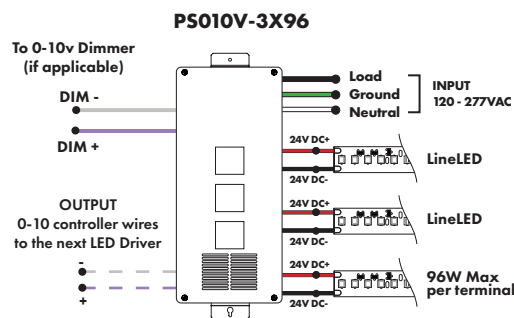 PS010V-3X96
To 0-10v Dimmer
(if applicable)
DIM -
DIM +
OUTPUT
0-10 controller wires
to the next LED Driver
-
+
Load
Ground
Neutral
INPUT
120 - 277VAC
24V DC+
24V DC-
LineLED
24V DC+
24V DC-
LineLED
24V DC+
24V DC-
96W Max
per terminal